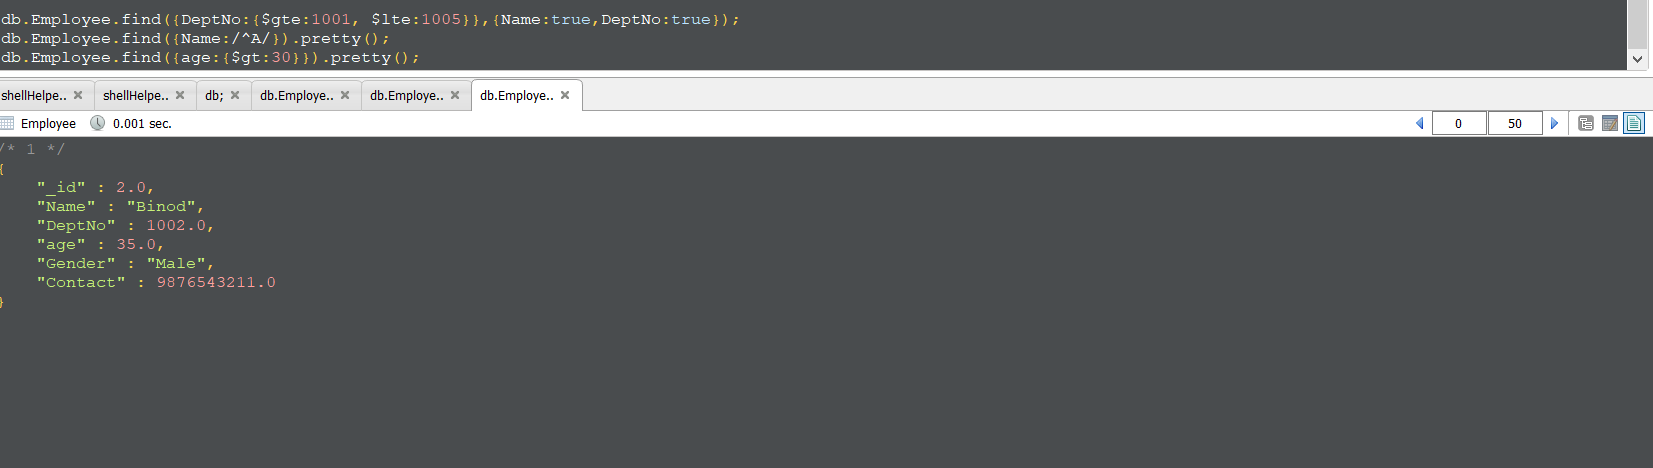 db.Employee.find({DeptNo:{$gte:1001, $lte:1005}},{Name:true,DeptNo:true});
db.Employee.find({Name:/^A/}).pretty();
db.Employee.find({age:{$gt:30}}).pretty();
shellHelpe.. shellHelpe.. db; db.Employe.. db.Employe.. db.Employe..
Employee 0.001 sec. 0 50
/* 1 */
{
"_id" : 2.0,
"Name" : "Binod",
"DeptNo" : 1002.0,
"age" : 35.0,
"Gender" : "Male",
"Contact" : 9876543211.0
}